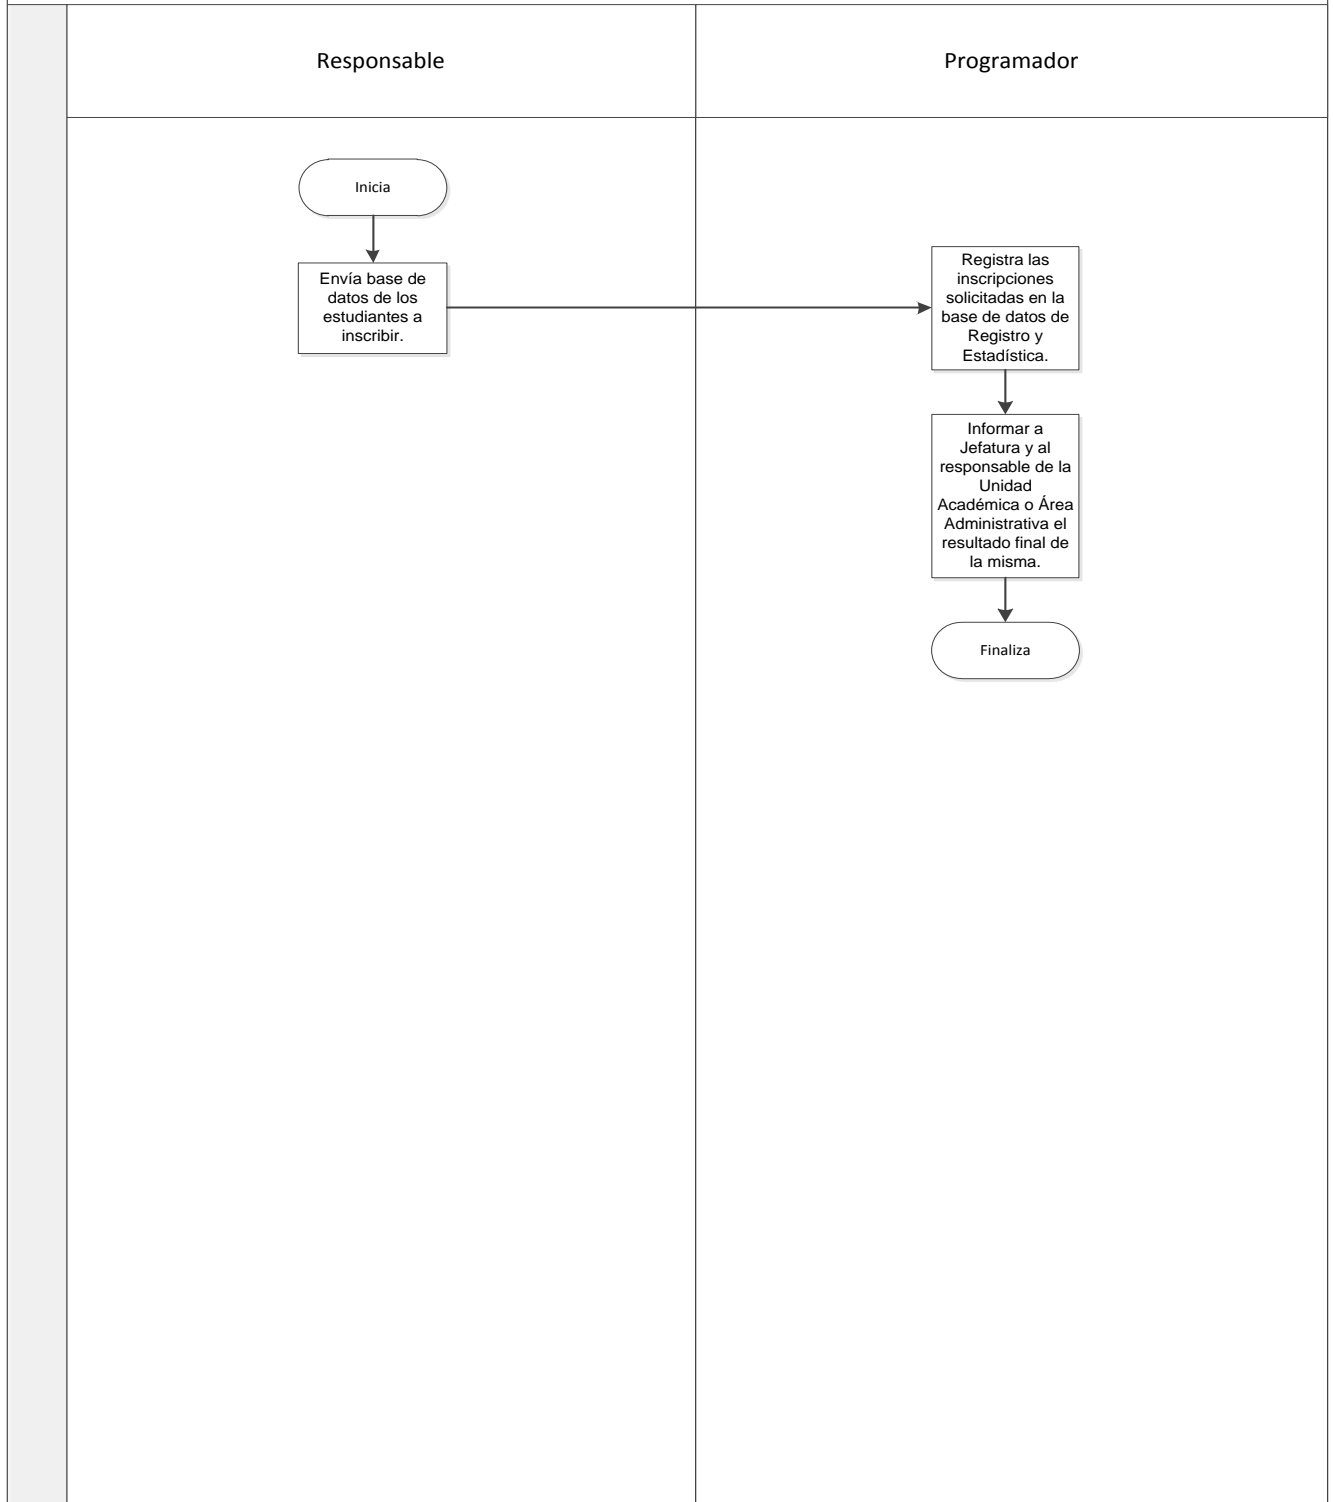 Responsable
Programador
Inicia
Envía base de
datos de los
estudiantes a
inscribir.
Registra las
inscripciones
solicitadas en la
base de datos de
Registro y
Estadística.
Informar a
Jefatura y al
responsable de la
Unidad
Académica o Área
Administrativa el
resultado final de
la misma.
Finaliza